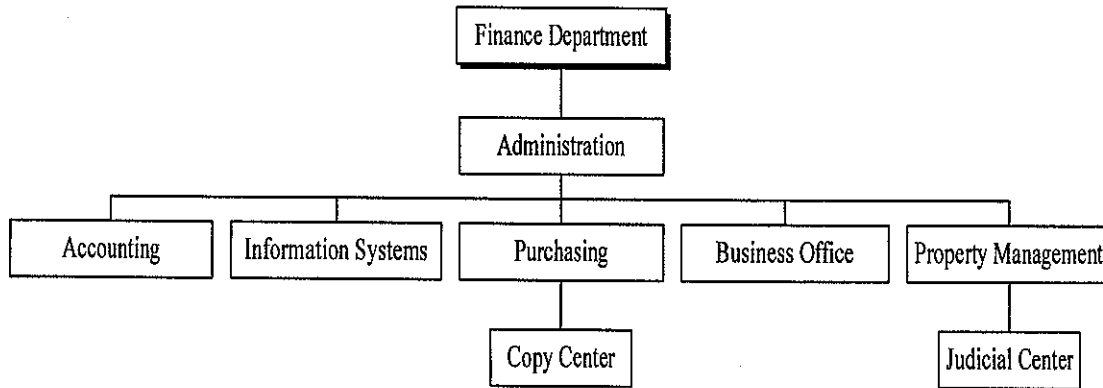 Finance Department
Administration
Accounting
Information Systems
Purchasing
Business Office
Property Management
Copy Center
Judicial Center